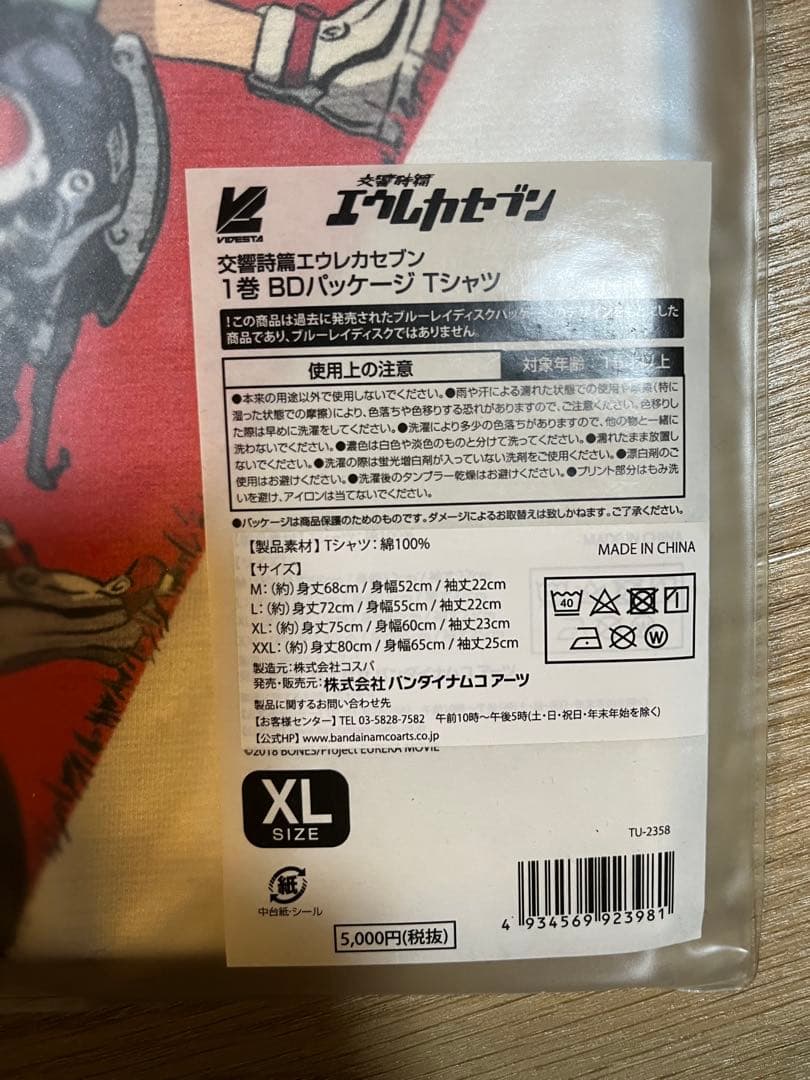 VIDESTA
交響詩篇
エウレカセブン
交響詩篇エウレカセブン
1巻 BDパッケージ Tシャツ
!この商品は過去に発売されたブルーレイディスクパッケージのデザインをもとにした
商品であり、ブルーレイディスクではありません。
使用上の注意
対象年齢 以上
●本来の用途以外で使用しないでください。●雨や汗による濡れた状態での使用や摩擦(特に
湿った状態での摩擦)により、色落ちや色移りする恐れがありますので、ご注意ください。色移りし
た際は早めに洗濯をしてください。●洗濯により多少の色落ちがありますので、他の物と一緒に
洗わないでください。●濃色は白色や淡色のものと分けて洗ってください。●濡れたまま放置し
ないでください。●洗濯の際は蛍光増白剤が入っていない洗剤をご使用ください。●漂白剤のご
使用はお避けください。●洗濯後のタンブラー乾燥はお避けください。●プリント部分はもみ洗
いを避け、アイロンは当てないでください。
●パッケージは商品保護のためのものです。ダメージによるお取替えは致しかねます。ご了承ください。
【製品素材】Tシャツ:綿100%
MADE IN CHINA
【サイズ】
M:(約)身丈68cm / 身幅52cm / 袖丈22cm
L:(約)身丈72cm / 身幅55cm / 袖丈22cm
XL:(約)身丈75cm / 身幅60cm / 袖丈23cm
XXL:(約)身丈80cm / 身幅65cm / 袖丈25cm
40
W
製造元:株式会社コスパ
発売・販売元:株式会社バンダイナムコアーツ
製品に関するお問い合わせ先
【お客様センター】TEL 03-5828-7582 午前10時~午後5時(土・日・祝日・年末年始を除く)
【公式HP】www.bandainamcoarts.co.jp
©2018 BONES/Project EUREKA MOVIE
XL
SIZE
TU-2358
紙
中台紙・シール
5,000円(税抜)
4 934569 923981